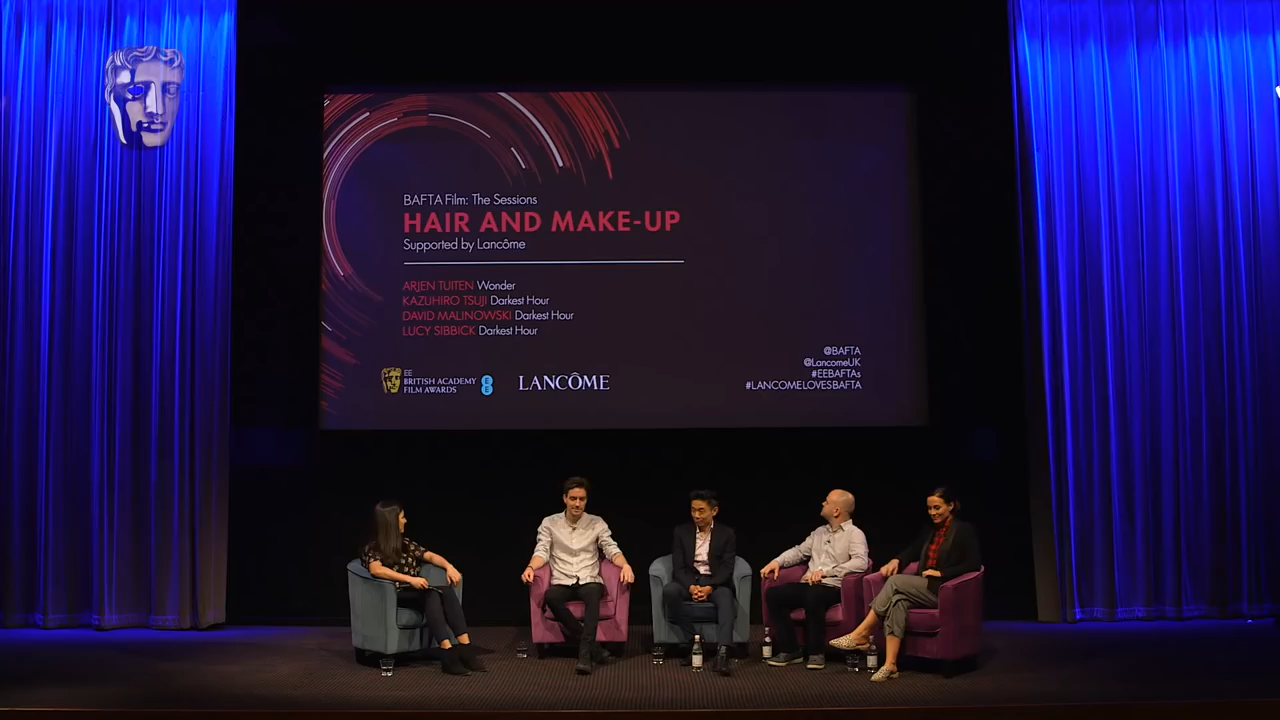 BAFTA Film: The Sessions
HAIR AND MAKE-UP
Supported by Lancôme
ARJEN TUITEN Wonder
KAZUHIRO TSUJI Darkest Hour
DAVID MALINOWSKI Darkest Hour
LUCY SIBBICK Darkest Hour
@BAFTA
@LancomeUK
#EEBAFTAs
#LANCOMELOVESBAFTA
EE
BRITISH ACADEMY
FILM AWARDS
EE
LANCÔME